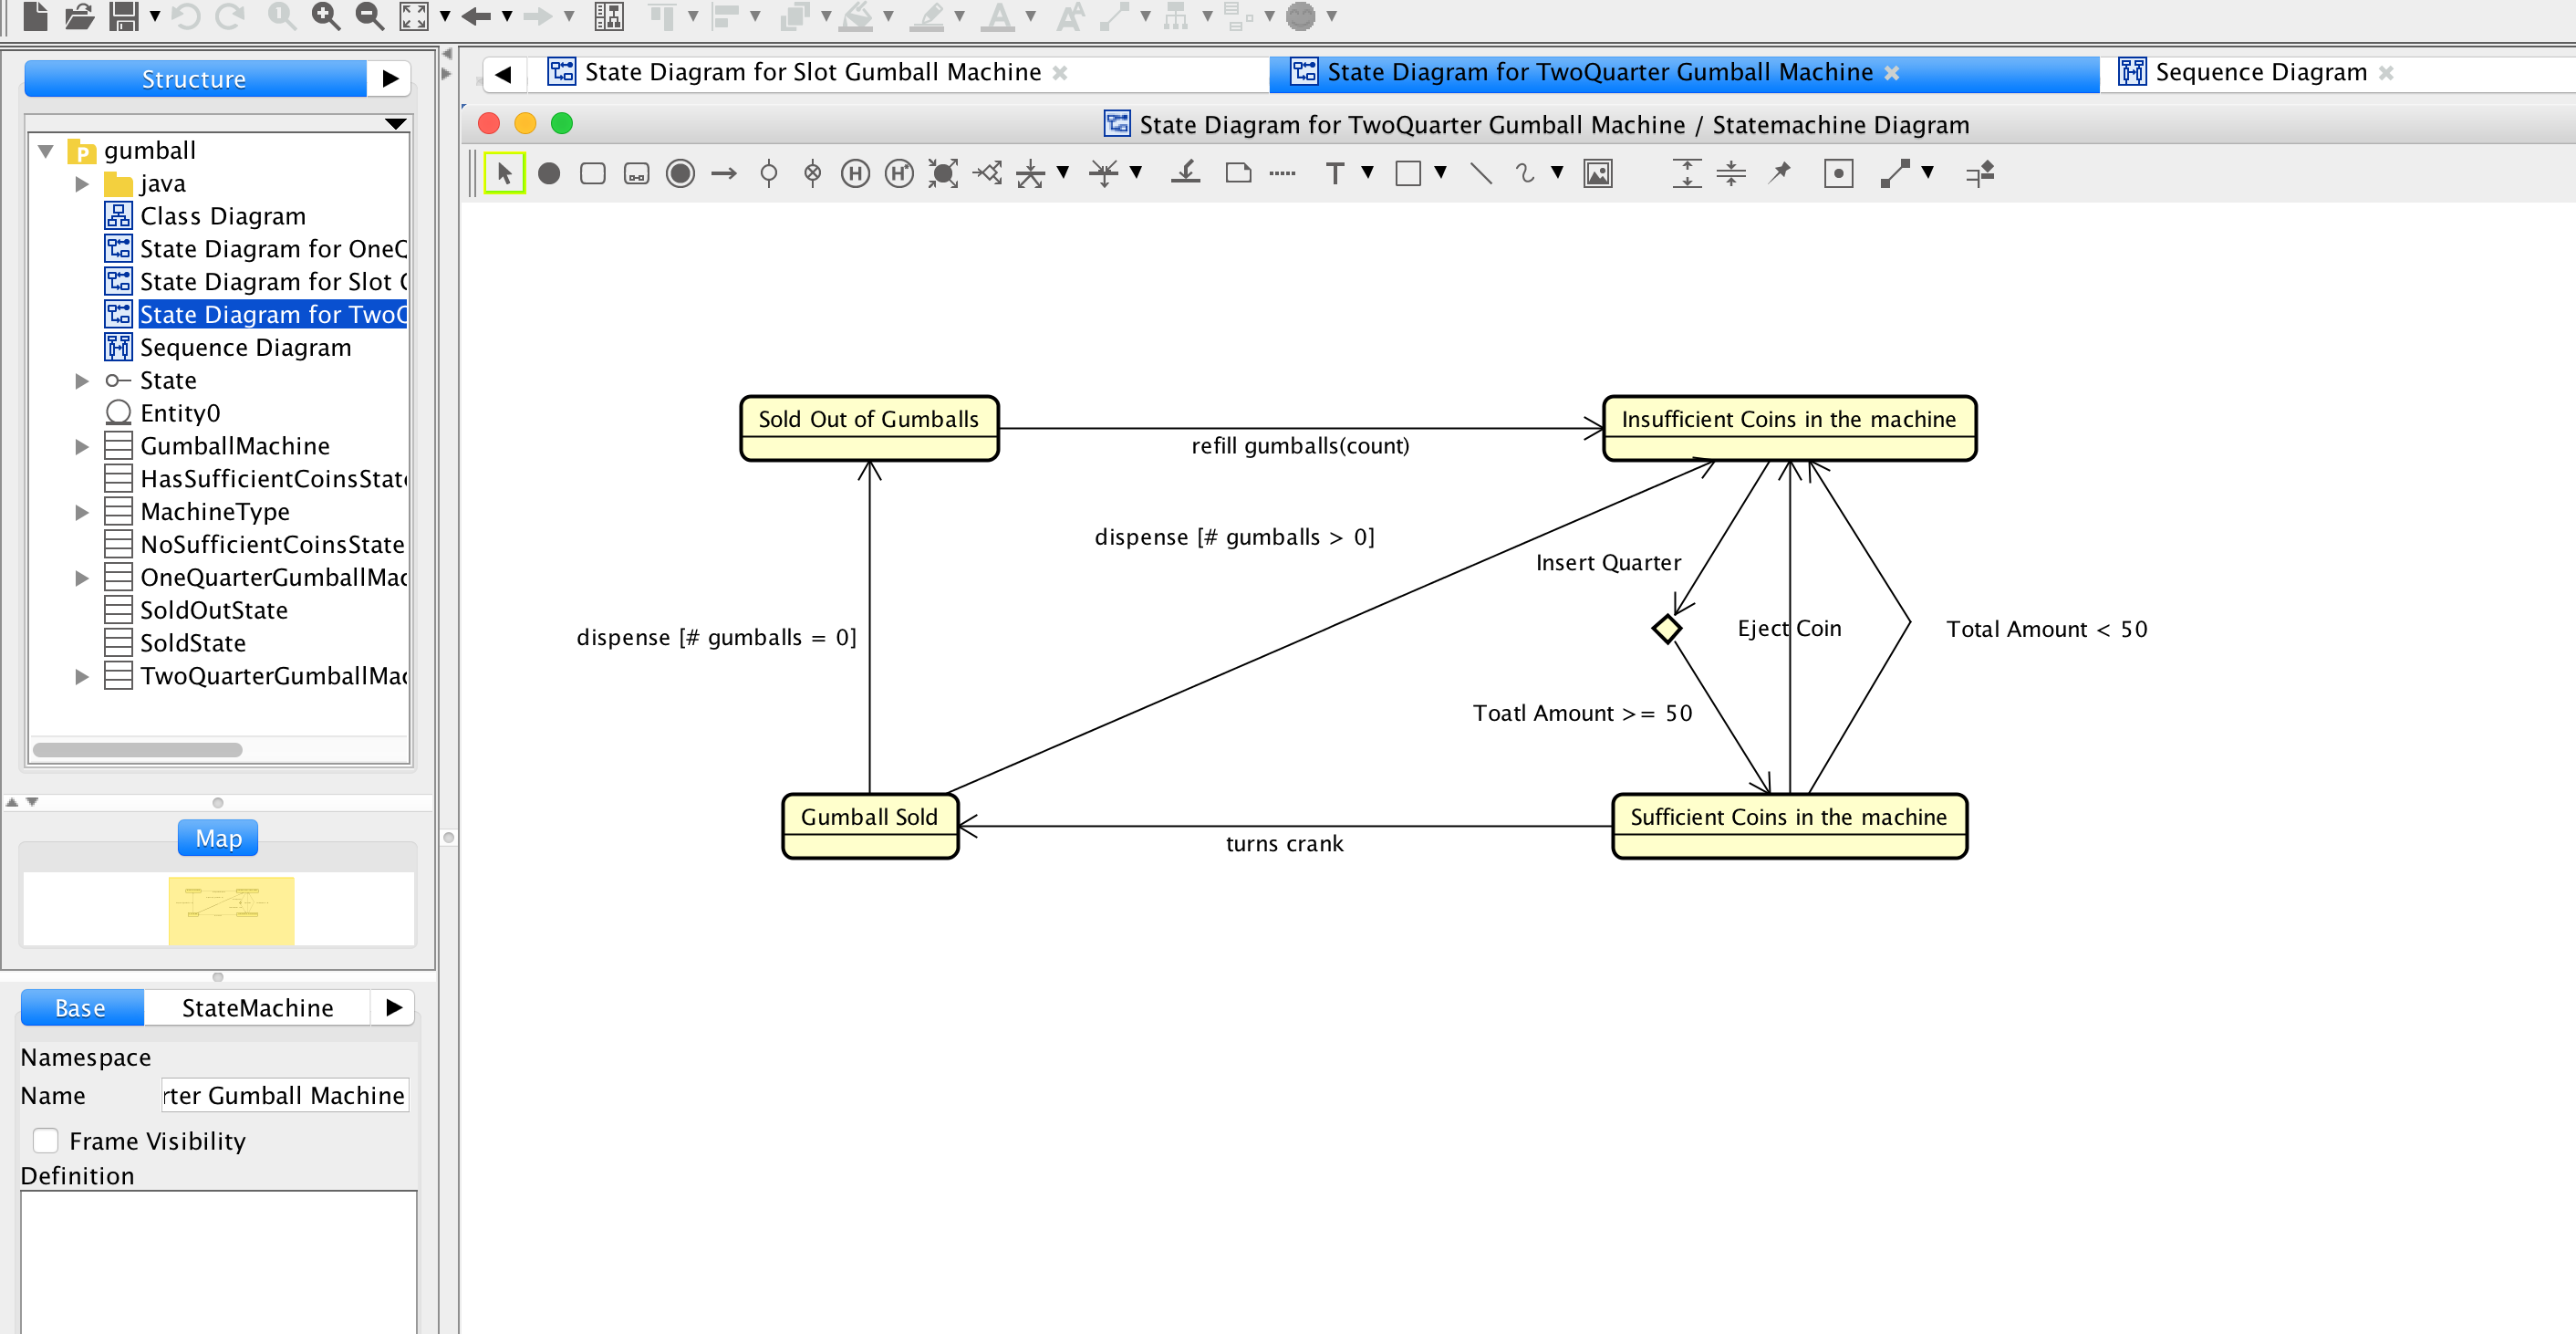 State Diagram for Slot Gumball Machine
State Diagram for TwoQuarter Gumball Machine
Sequence Diagram
State Diagram for TwoQuarter Gumball Machine / Statemachine Diagram
T
Structure
gumball
java
Class Diagram
State Diagram for OneQ
State Diagram for Slot G
State Diagram for TwoQ
Sequence Diagram
State
Entity0
GumballMachine
HasSufficientCoinsState
MachineType
NoSufficientCoinsState
OneQuarterGumballMac
SoldOutState
SoldState
TwoQuarterGumballMac
Map
Base
StateMachine
Namespace
Name
rter Gumball Machine
Frame Visibility
Definition
Sold Out of Gumballs
refill gumballs(count)
Insufficient Coins in the machine
dispense [# gumballs > 0]
Insert Quarter
dispense [# gumballs = 0]
Eject Coin
Total Amount < 50
Toatl Amount >= 50
Gumball Sold
turns crank
Sufficient Coins in the machine